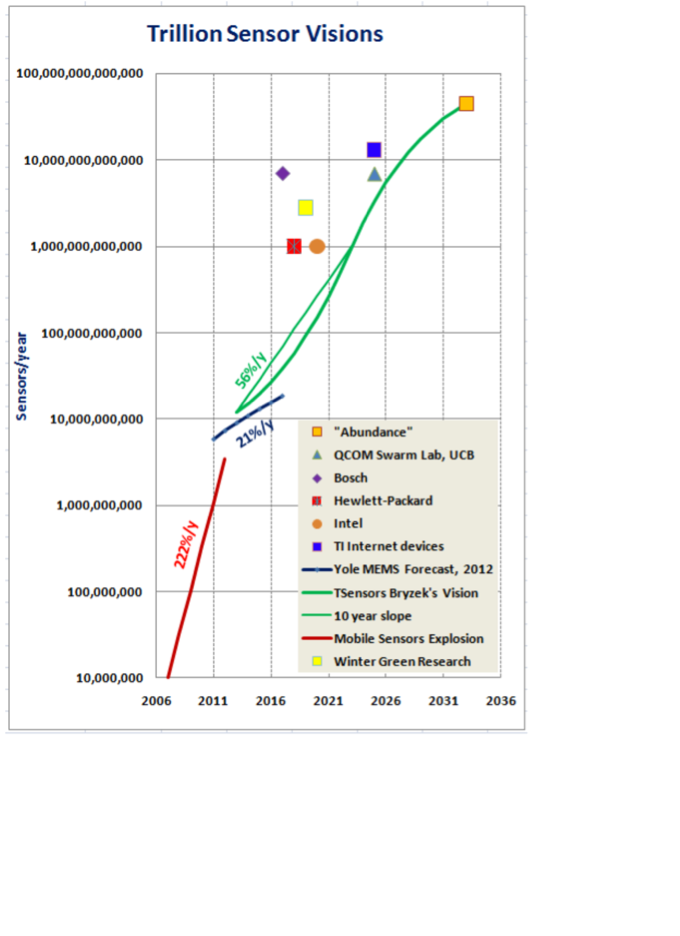 Trillion Sensor Visions
100,000,000,000,000
10,000,000,000,000
1,000,000,000,000
100,000,000,000
10,000,000,000
1,000,000,000
100,000,000
10,000,000
Sensors/year
56%/y
21%/y
222%/y
"Abundance"
QCOM Swarm Lab, UCB
Bosch
Hewlett-Packard
Intel
TI Internet devices
Yole MEMS Forecast, 2012
TSensors Bryzek's Vision
10 year slope
Mobile Sensors Explosion
Winter Green Research
2006 2011 2016 2021 2026 2031 2036